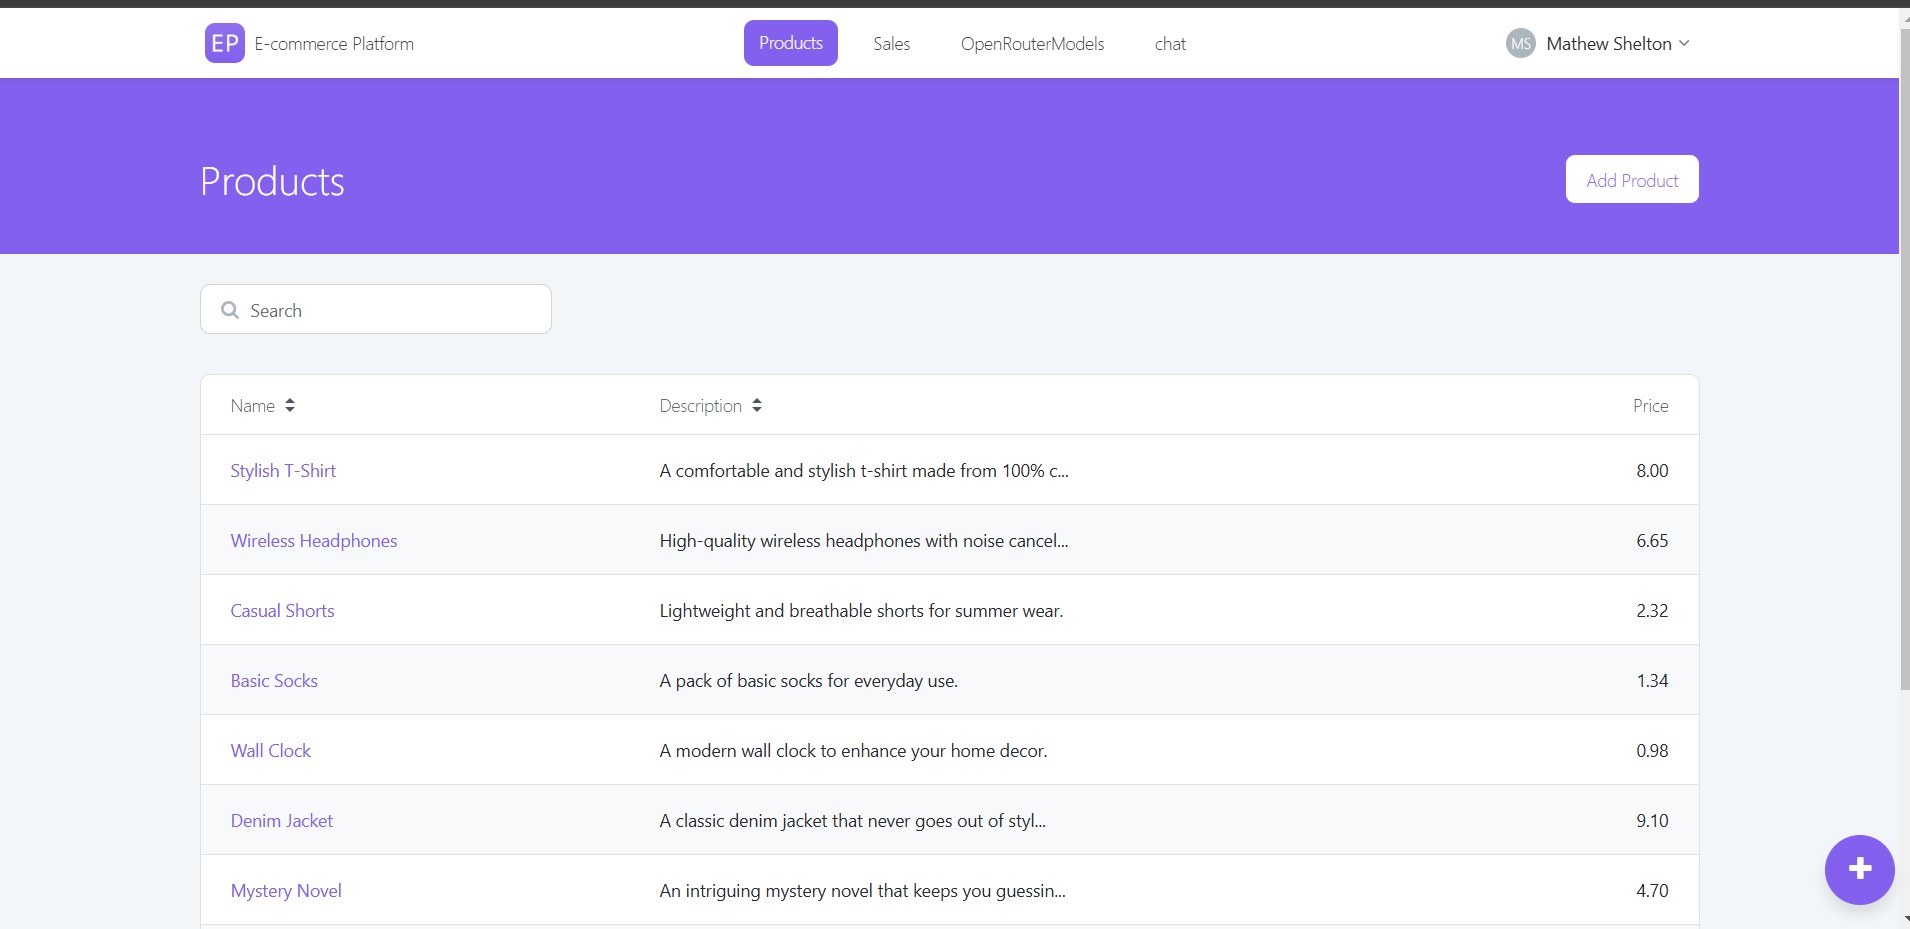 EP E-commerce Platform Products Sales OpenRouterModels chat MS Mathew Shelton
Products Add Product
Search
Name Description Price
Stylish T-Shirt A comfortable and stylish t-shirt made from 100% c... 8.00
Wireless Headphones High-quality wireless headphones with noise cancel... 6.65
Casual Shorts Lightweight and breathable shorts for summer wear. 2.32
Basic Socks A pack of basic socks for everyday use. 1.34
Wall Clock A modern wall clock to enhance your home decor. 0.98
Denim Jacket A classic denim jacket that never goes out of styl... 9.10
Mystery Novel An intriguing mystery novel that keeps you guessin... 4.70